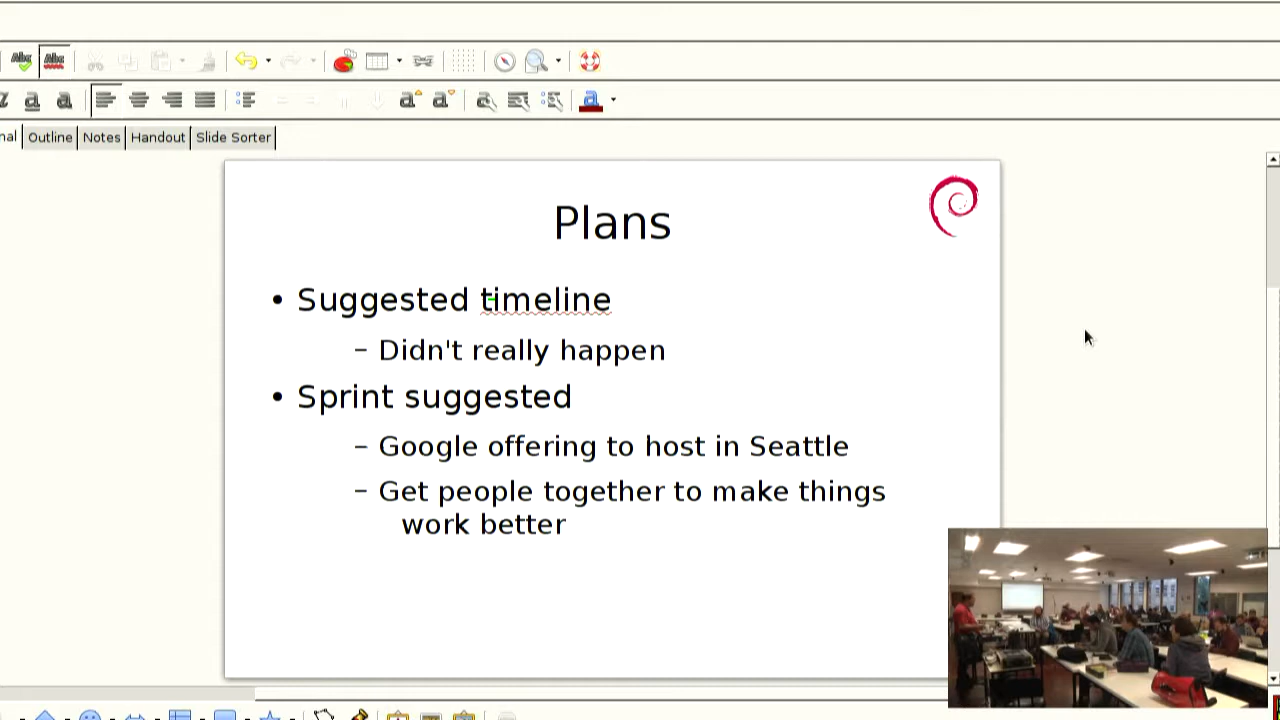 nal Outline Notes Handout Slide Sorter
Plans
• Suggested timeline
– Didn't really happen
• Sprint suggested
– Google offering to host in Seattle
– Get people together to make things
work better